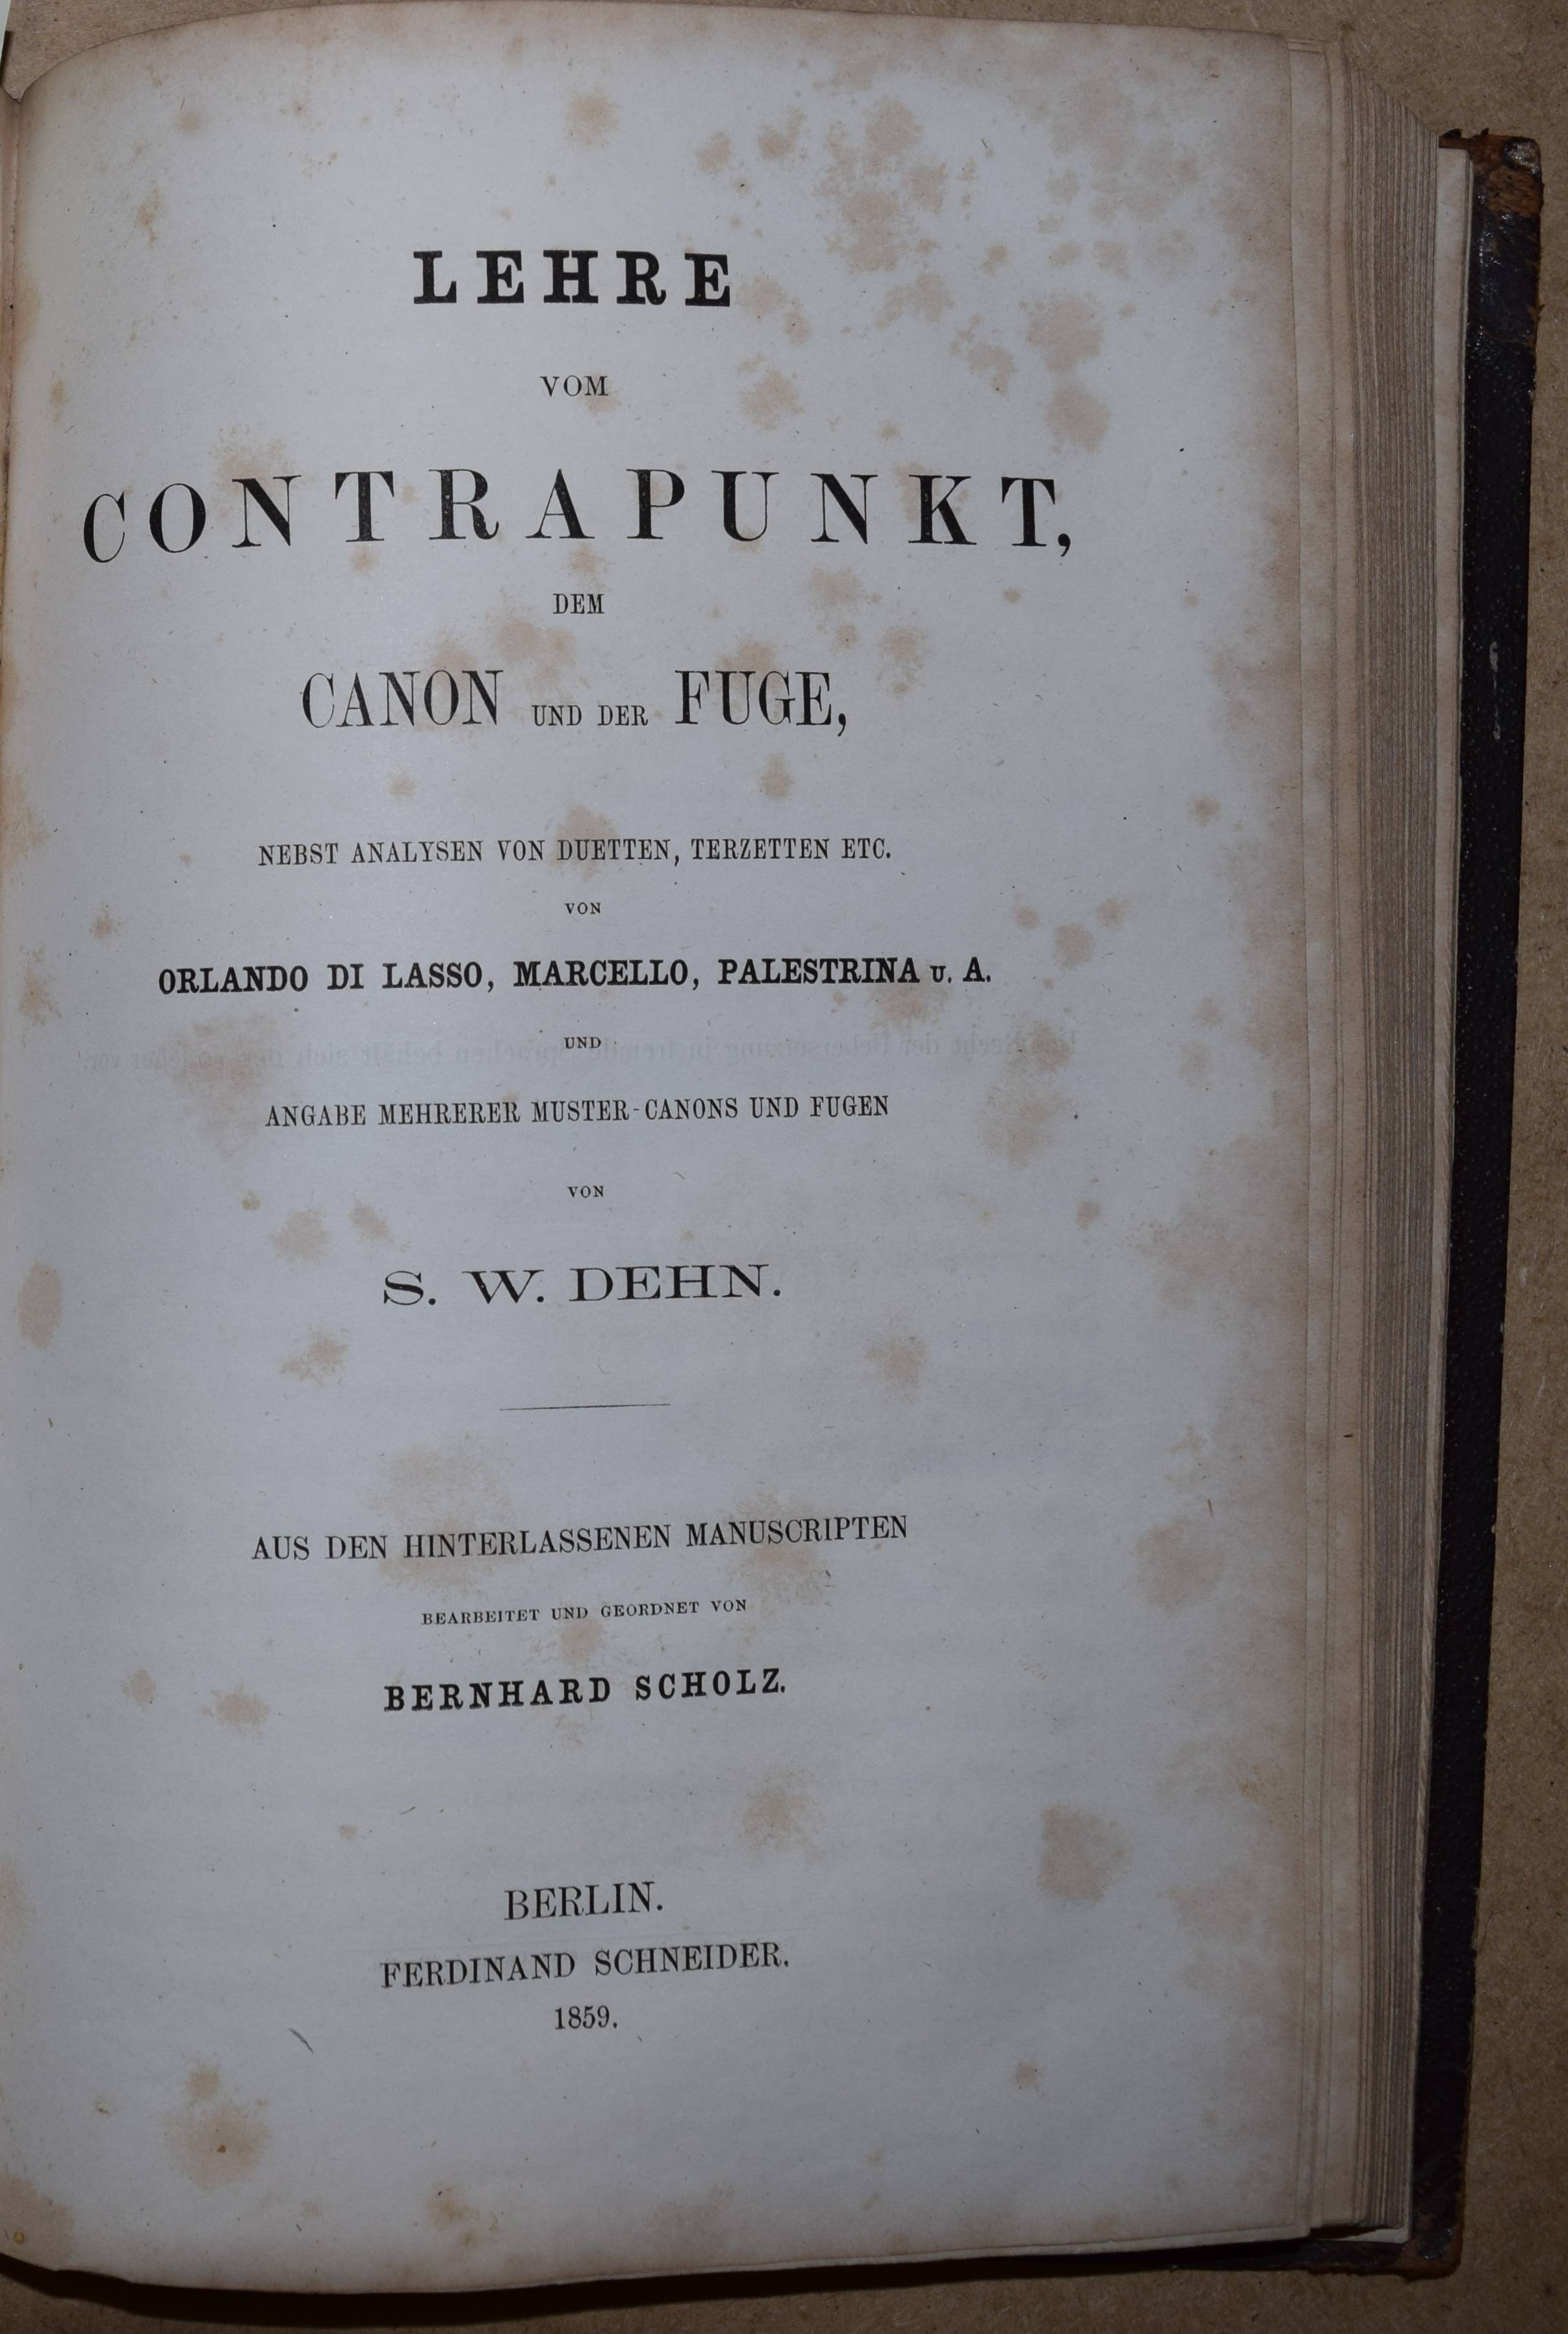 LEHRE
VOM
CONTRAPUNKT,
DEM
CANON UND DER FUGE,
NEBST ANALYSEN VON DUETTEN, TERZETTEN ETC.
VON
ORLANDO DI LASSO, MARCELLO, PALESTRINA U. A.
UND
ANGABE MEHRERER MUSTER-CANONS UND FUGEN
VON
S. W. DEHN.
AUS DEN HINTERLASSENEN MANUSCRIPTEN
BEARBEITET UND GEORDNET VON
BERNHARD SCHOLZ.
BERLIN.
FERDINAND SCHNEIDER.
1859.